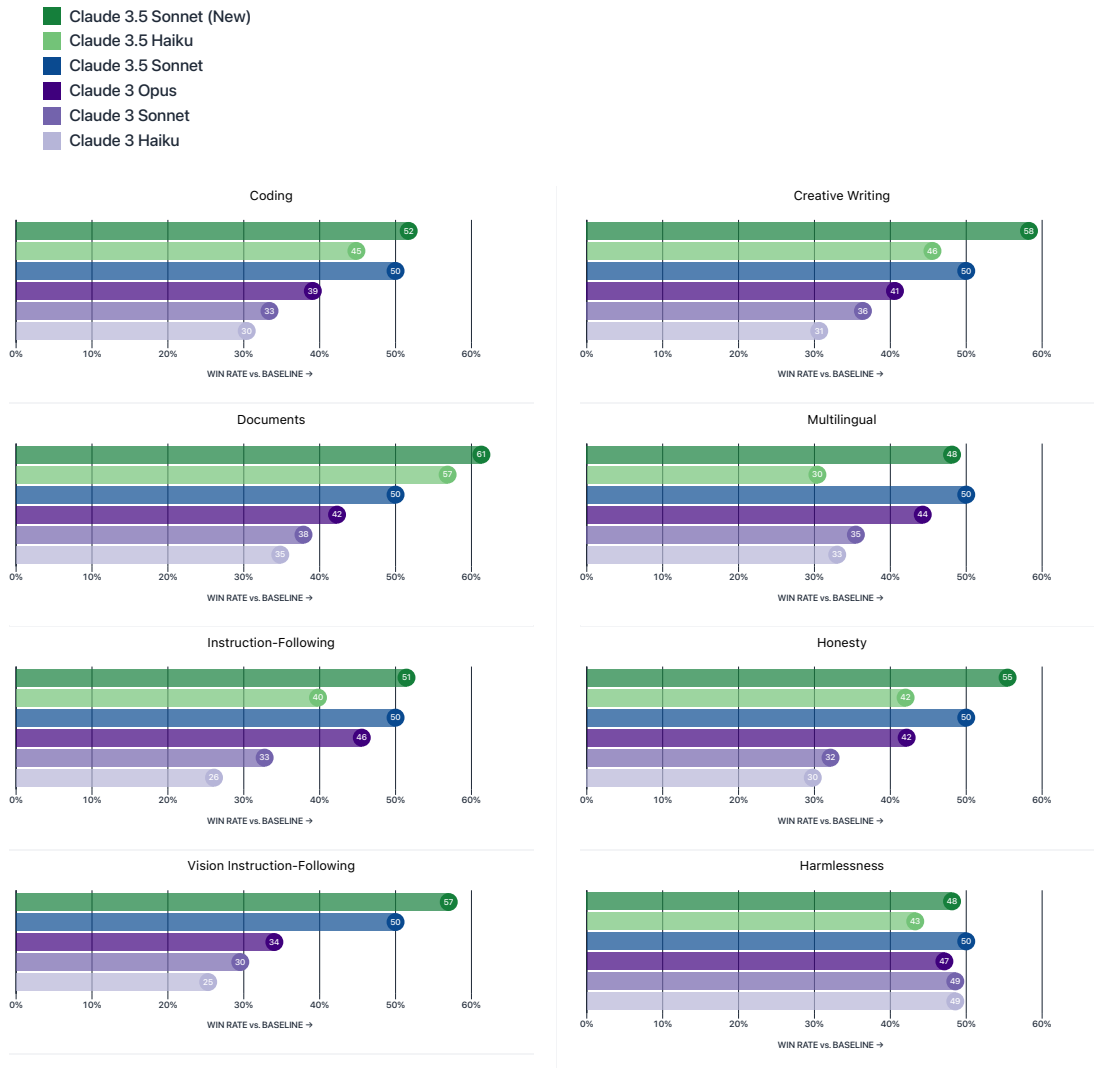 Claude 3.5 Sonnet (New)
Claude 3.5 Haiku
Claude 3.5 Sonnet
Claude 3 Opus
Claude 3 Sonnet
Claude 3 Haiku
Coding
52
45
50
39
33
30
0% 10% 20% 30% 40% 50% 60%
WIN RATE vs. BASELINE →
Creative Writing
58
46
50
41
36
31
0% 10% 20% 30% 40% 50% 60%
WIN RATE vs. BASELINE →
Documents
61
57
50
42
38
35
0% 10% 20% 30% 40% 50% 60%
WIN RATE vs. BASELINE →
Multilingual
48
30
50
44
35
33
0% 10% 20% 30% 40% 50% 60%
WIN RATE vs. BASELINE →
Instruction-Following
51
40
50
46
33
26
0% 10% 20% 30% 40% 50% 60%
WIN RATE vs. BASELINE →
Honesty
55
42
50
42
32
30
0% 10% 20% 30% 40% 50% 60%
WIN RATE vs. BASELINE →
Vision Instruction-Following
57
50
34
30
25
0% 10% 20% 30% 40% 50% 60%
WIN RATE vs. BASELINE →
Harmlessness
48
43
50
47
49
49
0% 10% 20% 30% 40% 50% 60%
WIN RATE vs. BASELINE →